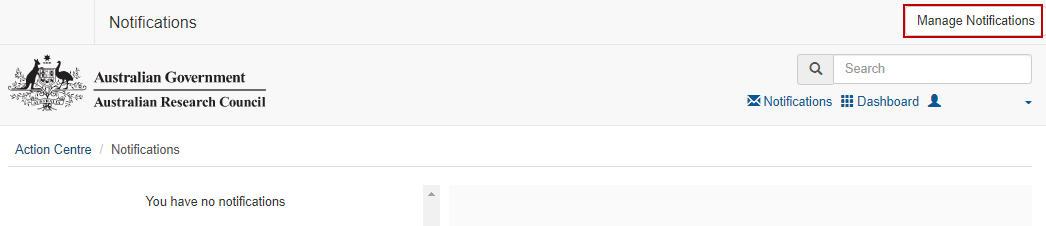 Notifications
Manage Notifications
Australian Government
Australian Research Council
Search
Notifications Dashboard
Action Centre / Notifications
You have no notifications